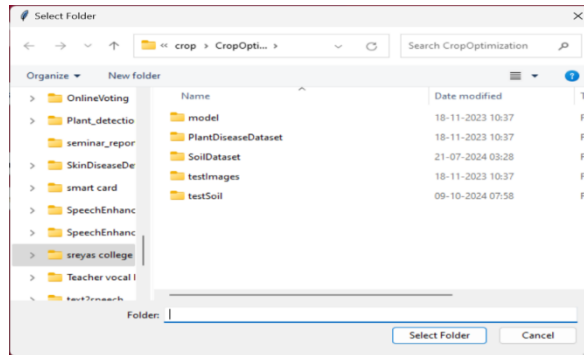 Select Folder
« crop > CropOpti... >
Search CropOptimization
Organize
New folder
Name
Date modified
OnlineVoting
Plant_detectio
seminar_repor
SkinDiseaseDe
smart card
SpeechEnhanc
SpeechEnhanc
sreyas college
Teacher vocal
text2speech
model 18-11-2023 10:37
PlantDiseaseDataset 18-11-2023 10:37
SoilDataset 21-07-2024 03:28
testImages 18-11-2023 10:37
testSoil 09-10-2024 07:58
Folder:
Select Folder
Cancel